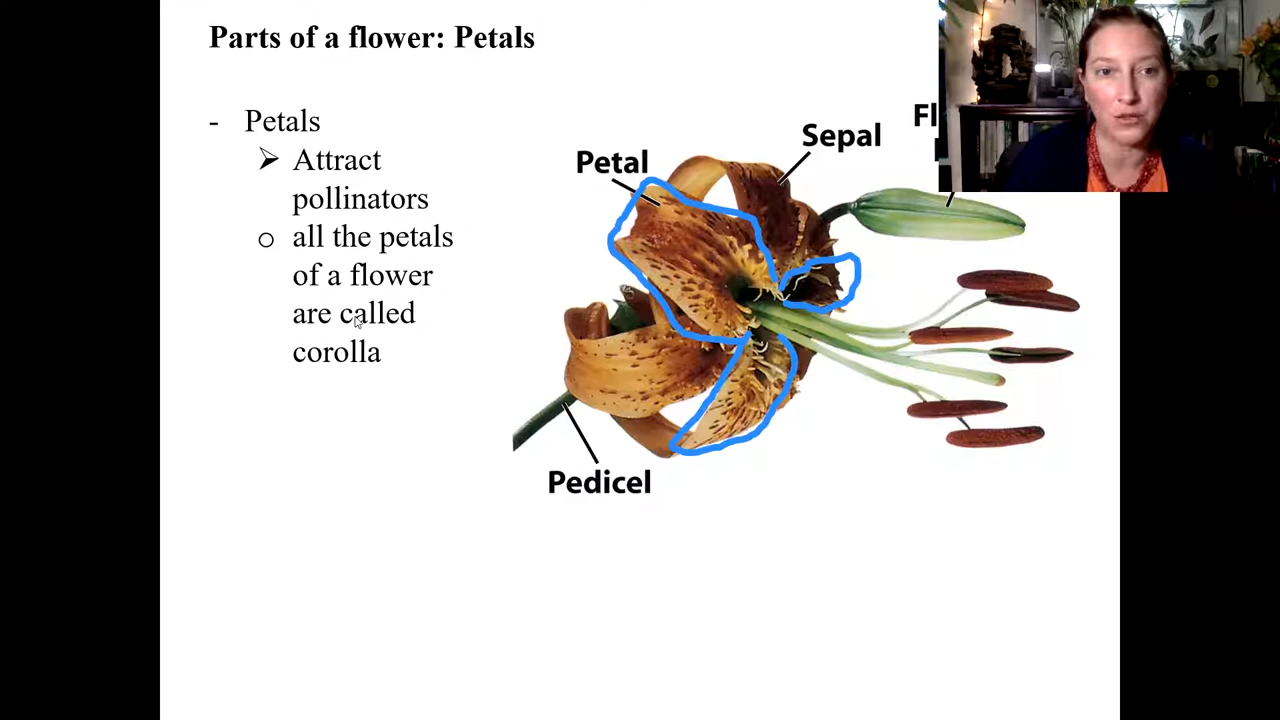 Parts of a flower: Petals
- Petals
➢ Attract
pollinators
o all the petals
of a flower
are called
corolla
Petal
Sepal
Fl
Pedicel